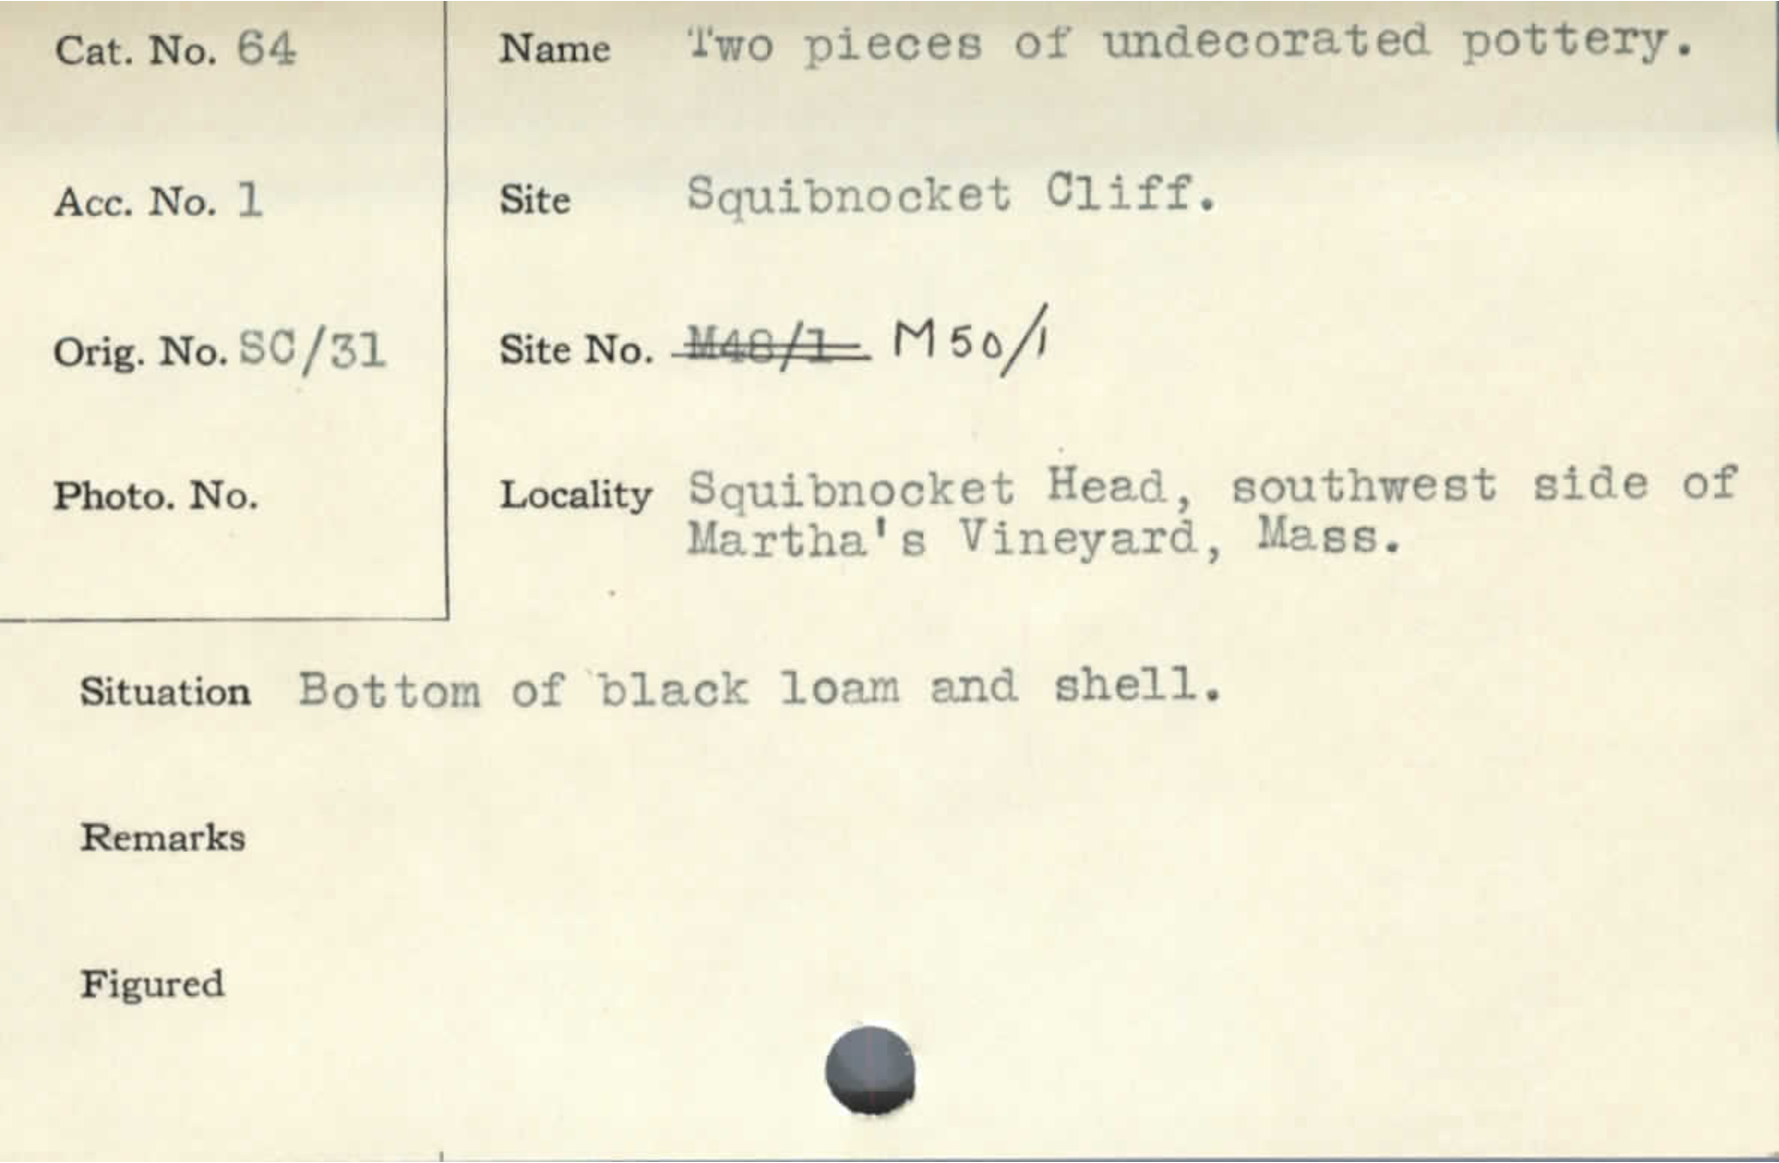 Cat. No. 64
Name Two pieces of undecorated pottery.
Acc. No. 1
Site Squibnocket Cliff.
Orig. No. SC/31
Site No. M48/1 M50/1
Photo. No.
Locality Squibnocket Head, southwest side of
Martha's Vineyard, Mass.
Situation Bottom of black loam and shell.
Remarks
Figured